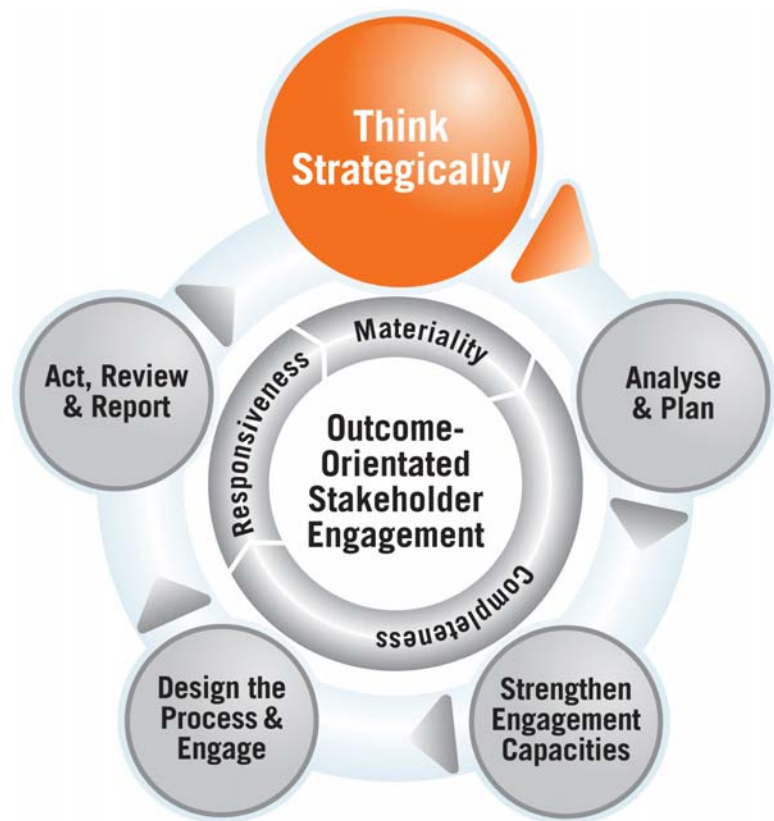 Think
Strategically
Analyse
& Plan
Strengthen
Engagement
Capacities
Design the
Process &
Engage
Act, Review
& Report
Materiality
Completeness
Responsiveness
Outcome-
Orientated
Stakeholder
Engagement